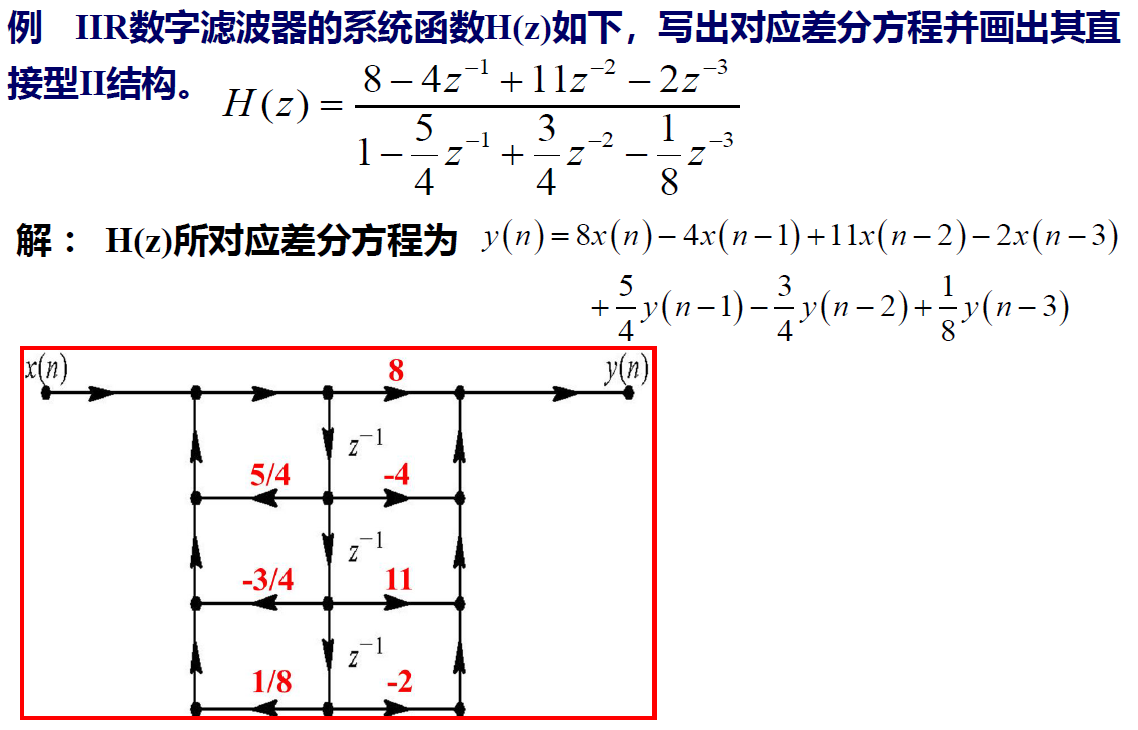 例 IIR数字滤波器的系统函数H(z)如下，写出对应差分方程并画出其直
接型II结构。
H(z) = \frac{8-4z^{-1}+11z^{-2}-2z^{-3}}{1-\frac{5}{4}z^{-1}+\frac{3}{4}z^{-2}-\frac{1}{8}z^{-3}}
解： H(z)所对应差分方程为 y(n)=8x(n)-4x(n-1)+11x(n-2)-2x(n-3)
+\frac{5}{4}y(n-1)-\frac{3}{4}y(n-2)+\frac{1}{8}y(n-3)
x(n) 8 y(n)
z^{-1}
5/4 -4
z^{-1}
-3/4 11
z^{-1}
1/8 -2